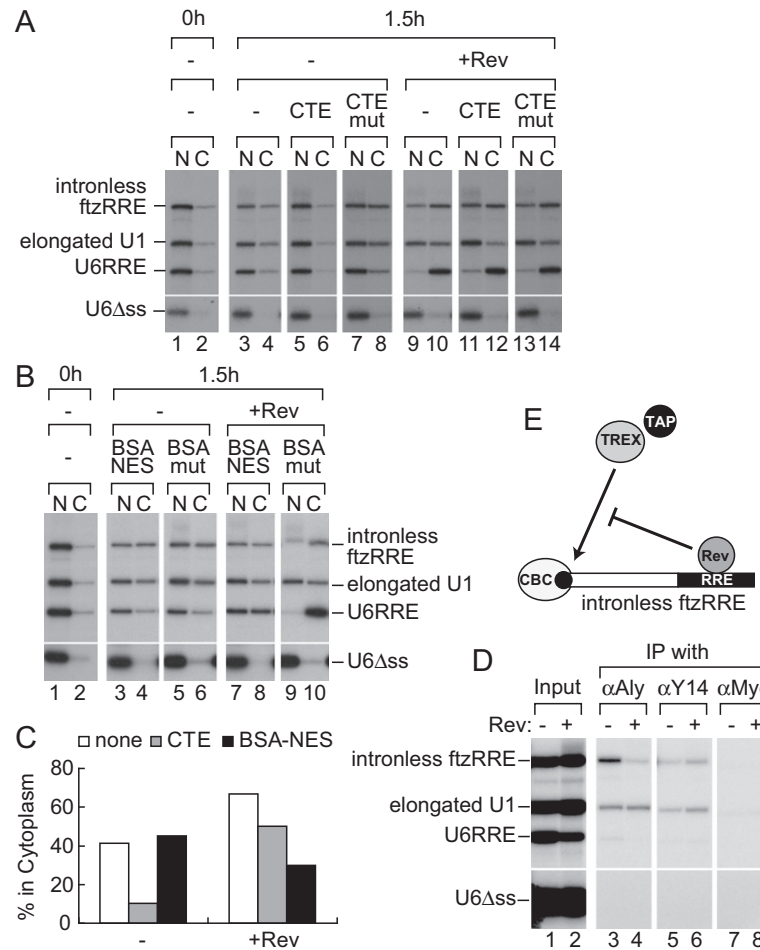 A
0h
1.5h
-
-
+Rev
-
-
CTE
CTE mut
-
CTE
CTE mut
N C N C N C N C N C N C N C
intronless ftzRRE
elongated U1
U6RRE
U6Δss
1 2 3 4 5 6 7 8 9 10 11 12 13 14
B
0h
1.5h
-
-
+Rev
-
BSA NES
BSA mut
BSA NES
BSA mut
N C N C N C N C N C
intronless ftzRRE
elongated U1
U6RRE
U6Δss
1 2 3 4 5 6 7 8 9 10
E
TAP
TREX
Rev
CBC
RRE
intronless ftzRRE
C
none CTE BSA-NES
% in Cytoplasm
80
60
40
20
0
-
+Rev
D
IP with
Input αAly αY14
Rev: - + - + - + -
intronless ftzRRE
elongated U1
U6RRE
U6Δss
1 2 3 4 5 6 7 8